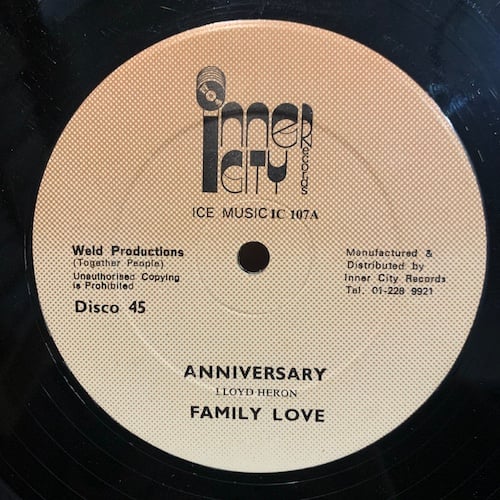 inner
CITY
RECORDS
ICE MUSIC IC 107A
Weld Productions
(Together People)
Unauthorised Copying
is Prohibited
Disco 45
Manufactured &
Distributed by
Inner City Records
Tel. 01-228 9921
ANNIVERSARY
LLOYD HERON
FAMILY LOVE